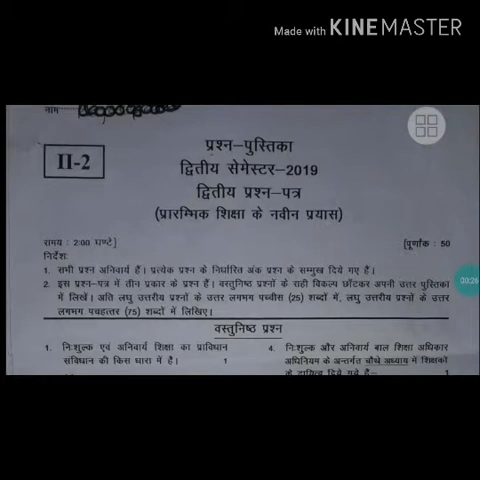 Made with KINEMASTER
नाम
प्रश्न-पुस्तिका
II-2
द्वितीय सेमेस्टर-2019
द्वितीय प्रश्न-पत्र
(प्रारम्भिक शिक्षा के नवीन प्रयास)
समय : 2:00 घण्टे]
[पूर्णांक : 50
निर्देश:
1. सभी प्रश्न अनिवार्य हैं। प्रत्येक प्रश्न के निर्धारित अंक प्रश्न के सम्मुख दिये गए है।
2. इस प्रश्न-पत्र में तीन प्रकार के प्रश्न हैं। वस्तुनिष्ठ प्रश्नों के राही विकल्प छाँटकर अपनी उत्तर पुस्तिका
में लिखें। अति लघु उत्तरीय प्रश्नों के उत्तर लगभग पच्चीस (25) शब्दों में, लघु उत्तरीय प्रश्नों के उत्तर
लगभग पचहत्तर (75) शब्दों में लिखिए।
00:26
वस्तुनिष्ठ प्रश्न
1. निःशुल्क एवं अनिवार्य शिक्षा का प्राविधान
संविधान की किस धारा में है। 1
4. निःशुल्क और अनिवार्य बाल शिक्षा अधिकार
अधिनियम के अन्तर्गत चौथे अध्याय में शिक्षकों
के दायित्व दिये गये है- 1